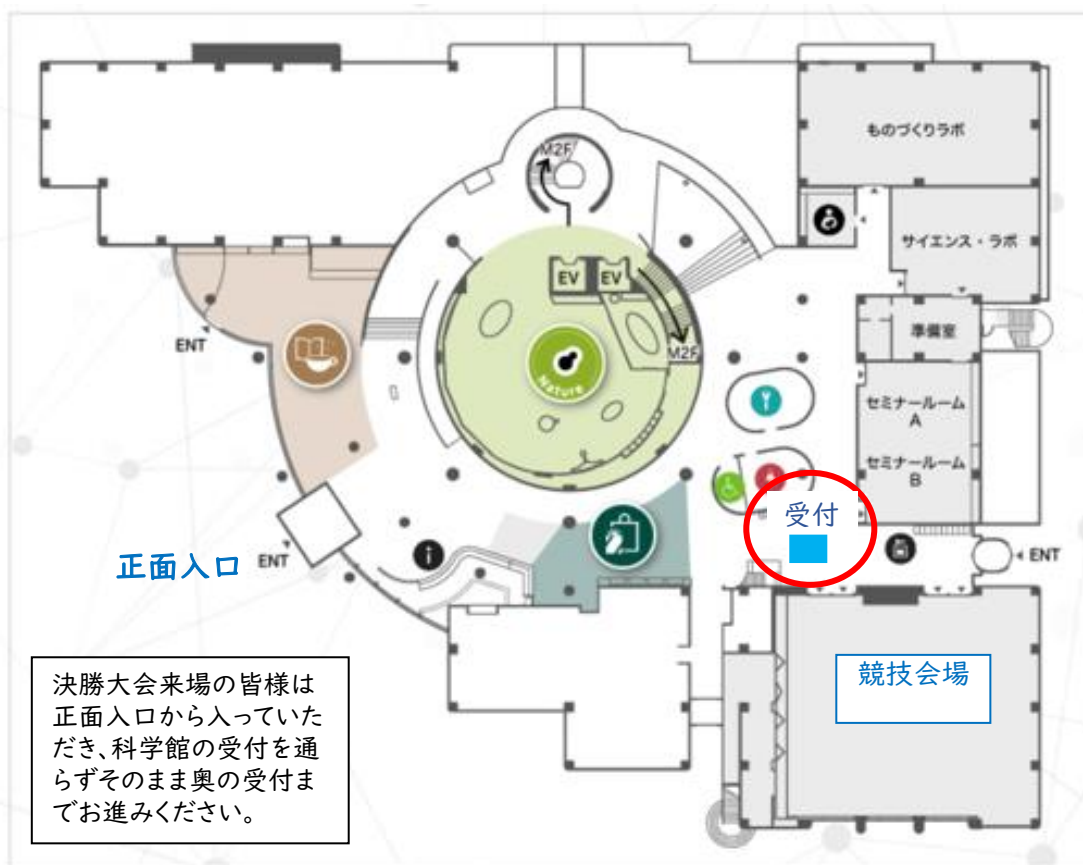 M2F
ものづくりラボ
サイエンス・ラボ
EV
EV
準備室
ENT
M2F
Nature
セミナールーム
A
セミナールーム
B
受付
正面入口
ENT
ENT
競技会場
決勝大会来場の皆様は
正面入口から入っていた
だき、科学館の受付を通
らずそのまま奥の受付ま
でお進みください。